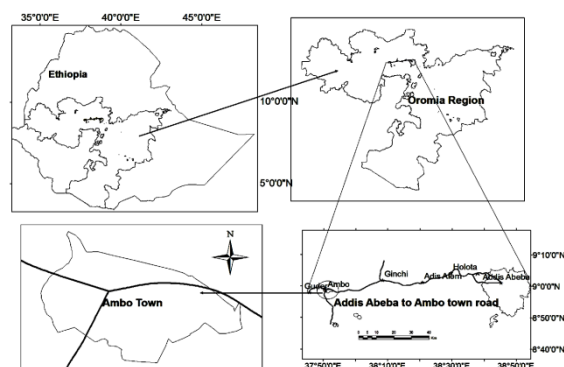 35°0'0"E 40°0'0"E 45°0'0"E
Ethiopia
10°0'0"N
5°0'0"N
Oromia Region
N
Ambo Town
9°10'0"N
9°0'0"N
8°50'0"N
8°40'0"N
Guder
Ambo
Ginchi
Adis Alem
Holota
Addis Abeba
Addis Abeba to Ambo town road
37°50'0"E 38°10'0"E 38°30'0"E 38°50'0"E